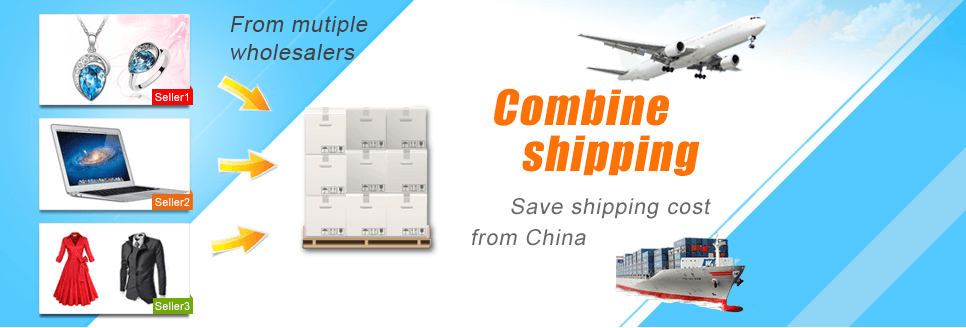 From mutiple
wholesalers
Seller1
Seller2
Seller3
Combine
shipping
Save shipping cost
from China